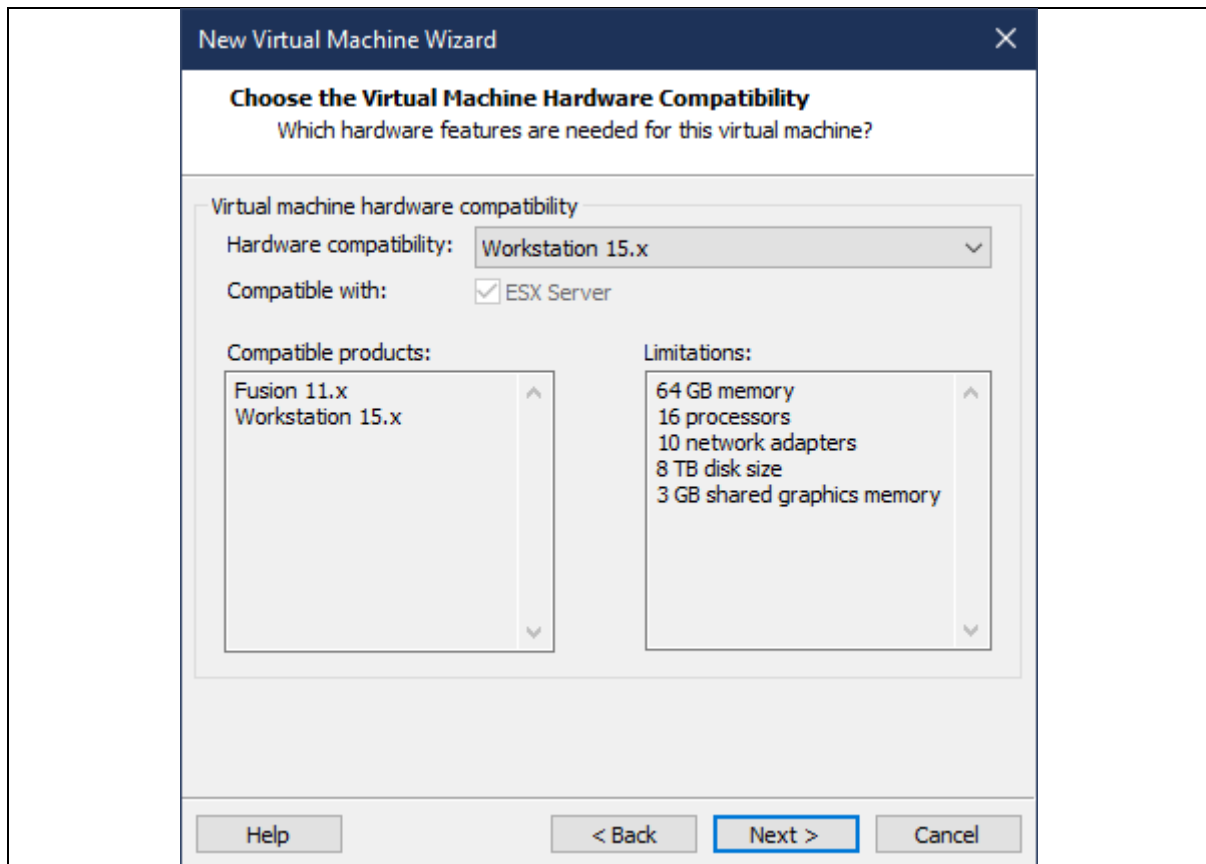 New Virtual Machine Wizard
Choose the Virtual Machine Hardware Compatibility
Which hardware features are needed for this virtual machine?
Virtual machine hardware compatibility
Hardware compatibility: Workstation 15.x
Compatible with: ESX Server
Compatible products:
Fusion 11.x
Workstation 15.x
Limitations:
64 GB memory
16 processors
10 network adapters
8 TB disk size
3 GB shared graphics memory
Help < Back Next > Cancel